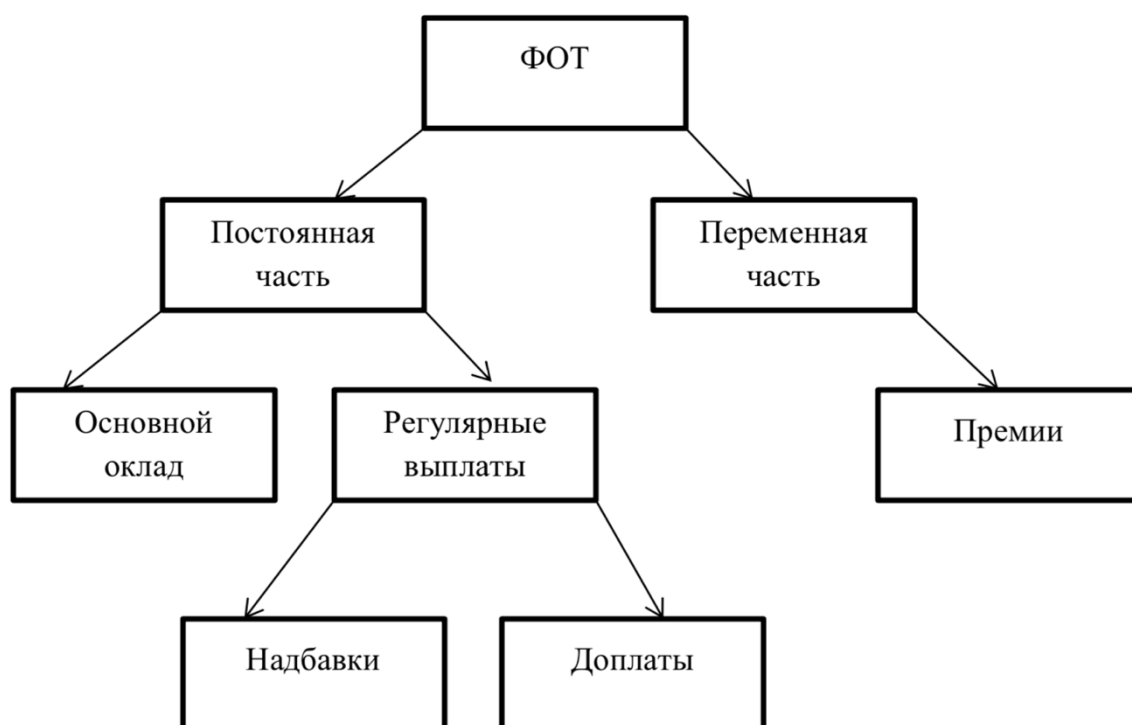 ФОТ
Постоянная
часть
Переменная
часть
Основной
оклад
Регулярные
выплаты
Премии
Надбавки
Доплаты